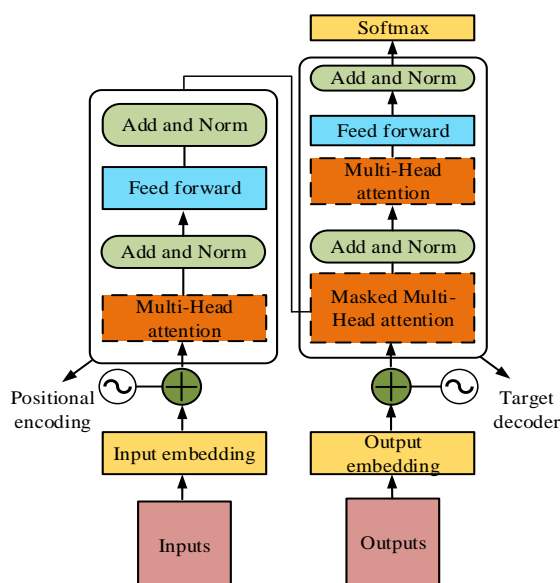 Softmax
Add and Norm
Feed forward
Multi-Head
attention
Add and Norm
Masked Multi-
Head attention
Add and Norm
Feed forward
Add and Norm
Multi-Head
attention
Positional
encoding
Target
decoder
Input embedding
Output
embedding
Inputs
Outputs